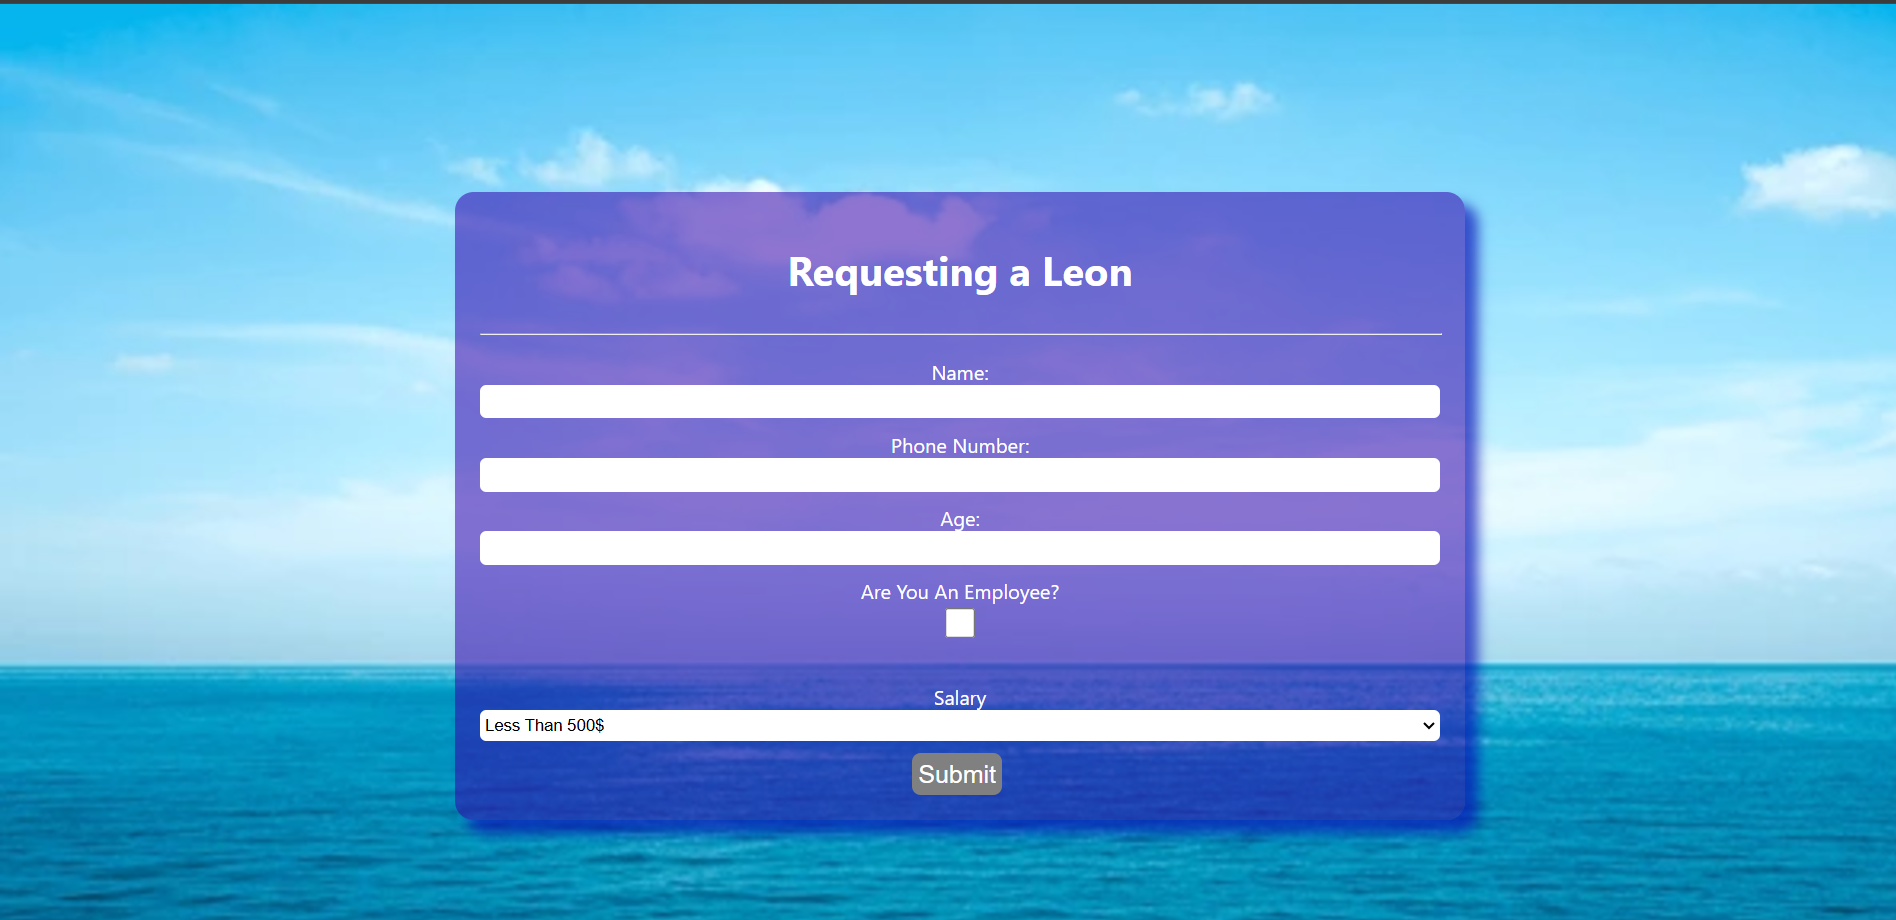 Requesting a Leon
Name:
Phone Number:
Age:
Are You An Employee?
Salary
Less Than 500$
Submit